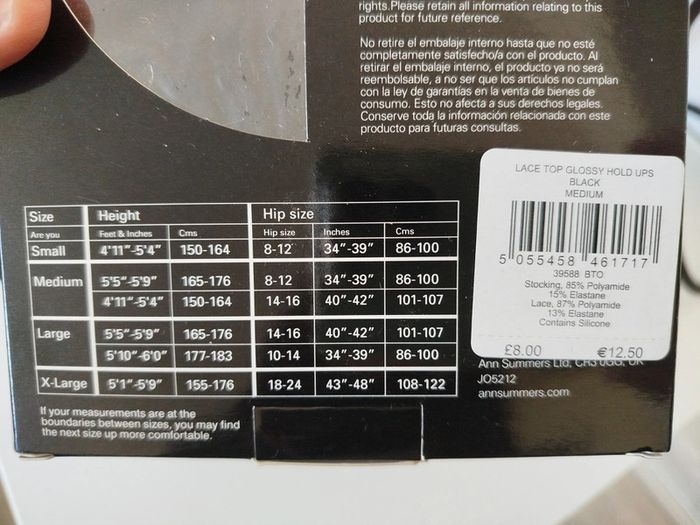 rights.Please retain all information relating to this
product for future reference.
No retire el embalaje interno hasta que no esté
completamente satisfecho/a con el producto. Al
retirar el embalaje interno, el producto ya no será
reembolsable, a no ser que los artículos no cumplan
con la ley de garantías en la venta de bienes de
consumo. Esto no afecta a sus derechos legales.
Conserve toda la información relacionada con este
producto para futuras consultas.
LACE TOP GLOSSY HOLD UPS
BLACK
MEDIUM
5 055458 461717
39588 BTO
Stocking, 85% Polyamide
15% Elastane
Lace, 87% Polyamide
13% Elastane
Contains Silicone
£8.00 €12.50
Ann Summers Ltd, CR3 0GG, UK
JO5212
annsummers.com
Size Height Hip size
Are you Feet & Inches Cms Hip size Inches Cms
Small 4'11"-5'4" 150-164 8-12 34"-39" 86-100
Medium 5'5"-5'9" 165-176 8-12 34"-39" 86-100
4'11"-5'4" 150-164 14-16 40"-42" 101-107
Large 5'5"-5'9" 165-176 14-16 40"-42" 101-107
5'10"-6'0" 177-183 10-14 34"-39" 86-100
X-Large 5'1"-5'9" 155-176 18-24 43"-48" 108-122
If your measurements are at the
boundaries between sizes, you may find
the next size up more comfortable.